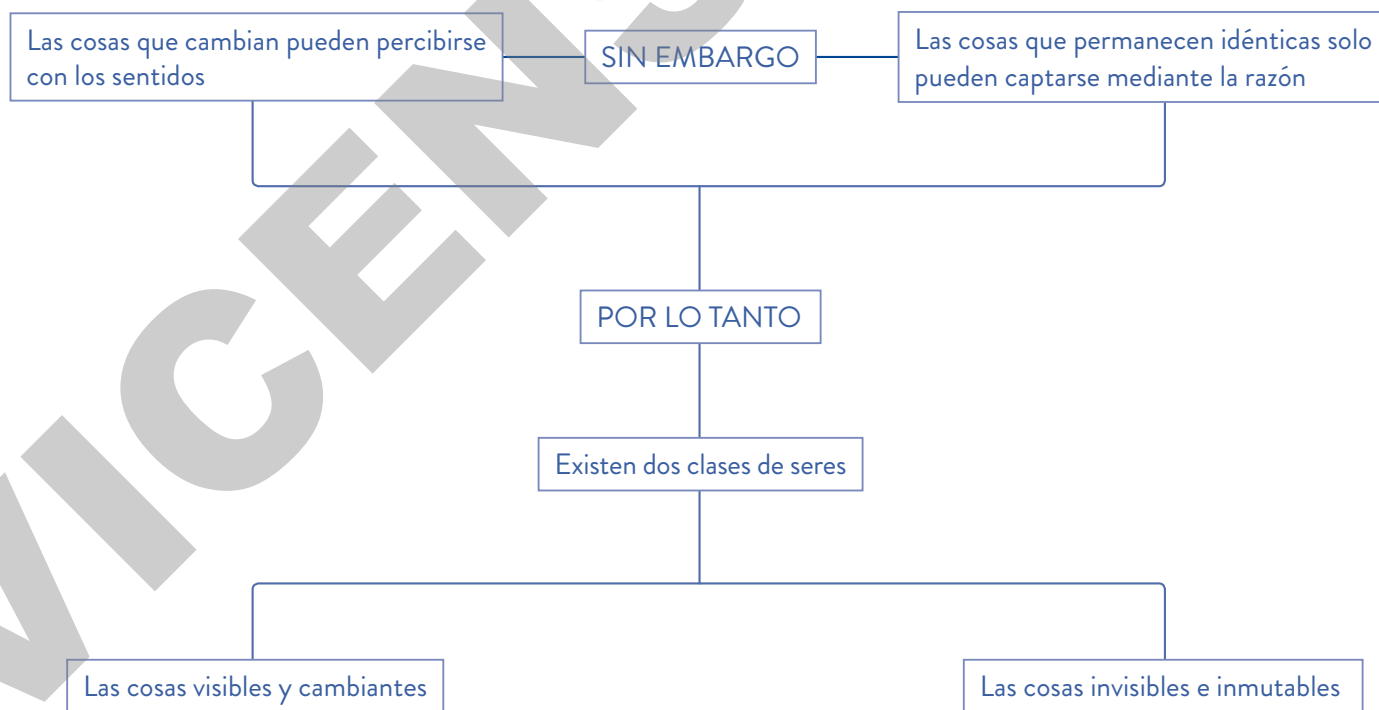 Las cosas que cambian pueden percibirse
con los sentidos
SIN EMBARGO
Las cosas que permanecen idénticas solo
pueden captarse mediante la razón
POR LO TANTO
Existen dos clases de seres
Las cosas visibles y cambiantes
Las cosas invisibles e inmutables
VICENS